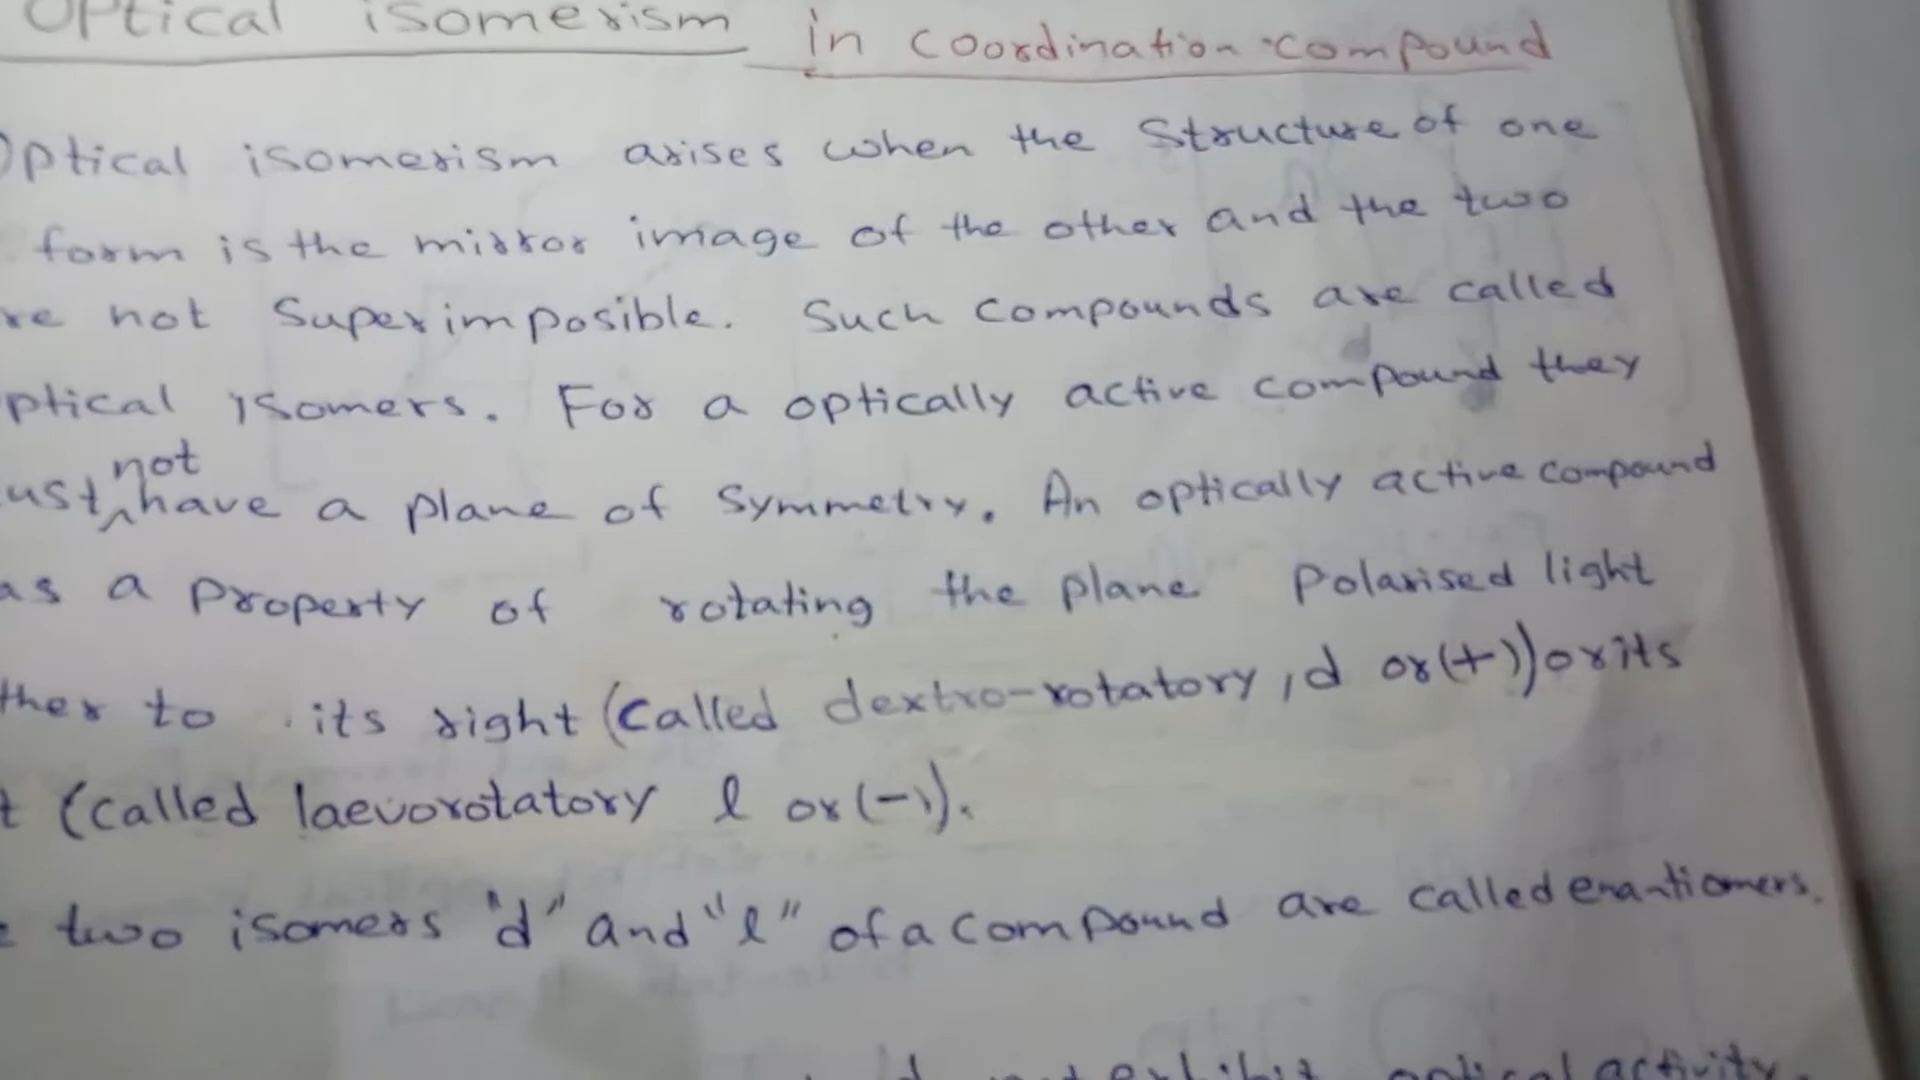 Optical isomerism in coordination compound
Optical isomerism arises when the structure of one
form is the mirror image of the other and the two
re not superimposible. Such compounds are called
ptical isomers. For a optically active compound they
ust not have a plane of symmetry. An optically active compound
as a property of rotating the plane polarised light
ther to its right (called dextro-rotatory, d or (+)) or its
t (called laevorotatory l or (-).
e two isomers "d" and "l" of a compound are called enantiomers.
exhibit optical activity.